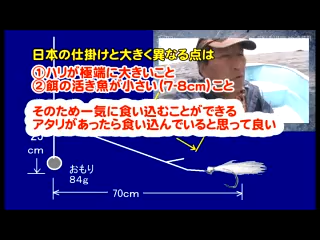 日本の仕掛けと大きく異なる点は
①ハリが極端に大きいこと
②餌の活き魚が小さい（7-8cm）こと
そのため一気に食い込むことができる
アタリがあったら食い込んでいると思って良い
25
cm
おもり
84g
70cm